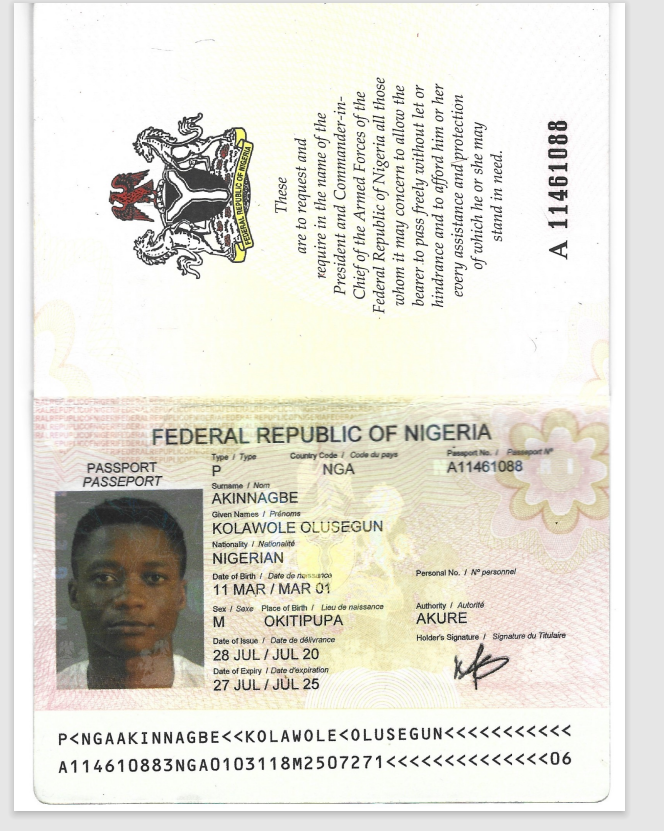 FEDERAL REPUBLIC OF NIGERIA
These
are to request and
require in the name of the
President and Commander-in-
Chief of the Armed Forces of the
Federal Republic of Nigeria all those
whom it may concern to allow the
bearer to pass freely without let or
hindrance and to afford him or her
every assistance and protection
of which he or she may
stand in need.
A 11461088
FEDERAL REPUBLIC OF NIGERIA
PASSPORT
PASSEPORT
Type / Type Country Code / Code du pays Passport No. / Passeport N°
P NGA A11461088
Surname / Nom
AKINNAGBE
Given Names / Prénoms
KOLAWOLE OLUSEGUN
Nationality / Nationalité
NIGERIAN
Date of Birth / Date de naissance Personal No. / N° personnel
11 MAR / MAR 01
Sex / Sexe Place of Birth / Lieu de naissance Authority / Autorité
M OKITIPUPA AKURE
Date of Issue / Date de délivrance Holder's Signature / Signature du Titulaire
28 JUL / JUL 20
Date of Expiry / Date d'expiration
27 JUL / JUL 25
P<NGAAKINNAGBE<<KOLAWOLE<OLUSEGUN<<<<<<<<<<<
A114610883NGA0103118M2507271<<<<<<<<<<<<<<06